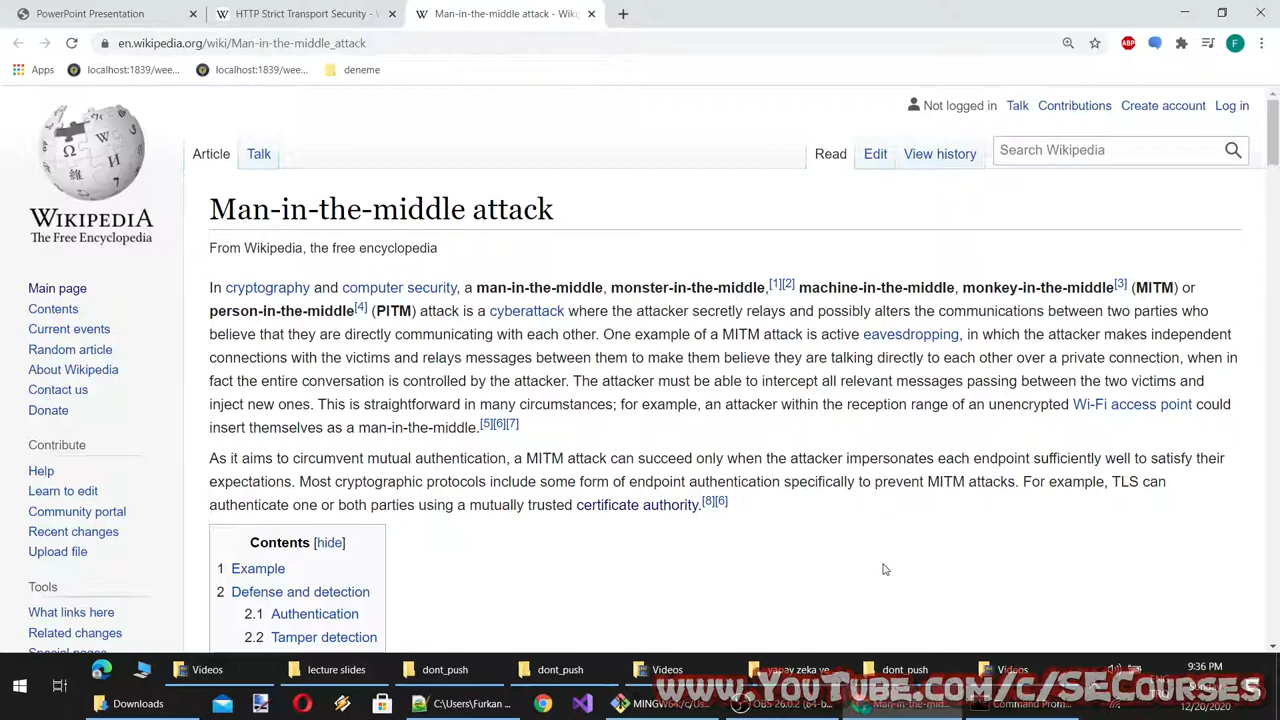 PowerPoint Presentation
HTTP Strict Transport Security -
Man-in-the-middle attack - Wiki
en.wikipedia.org/wiki/Man-in-the-middle_attack
ABP
F
Apps
localhost:1839/wee...
localhost:1839/wee...
deneme
Not logged in
Talk
Contributions
Create account
Log in
Article
Talk
Read
Edit
View history
Search Wikipedia
WIKIPEDIA
The Free Encyclopedia
Man-in-the-middle attack
From Wikipedia, the free encyclopedia
In cryptography and computer security, a man-in-the-middle, monster-in-the-middle,[1][2] machine-in-the-middle, monkey-in-the-middle[3] (MITM) or
person-in-the-middle[4] (PITM) attack is a cyberattack where the attacker secretly relays and possibly alters the communications between two parties who
believe that they are directly communicating with each other. One example of a MITM attack is active eavesdropping, in which the attacker makes independent
connections with the victims and relays messages between them to make them believe they are talking directly to each other over a private connection, when in
fact the entire conversation is controlled by the attacker. The attacker must be able to intercept all relevant messages passing between the two victims and
inject new ones. This is straightforward in many circumstances; for example, an attacker within the reception range of an unencrypted Wi-Fi access point could
insert themselves as a man-in-the-middle.[5][6][7]
As it aims to circumvent mutual authentication, a MITM attack can succeed only when the attacker impersonates each endpoint sufficiently well to satisfy their
expectations. Most cryptographic protocols include some form of endpoint authentication specifically to prevent MITM attacks. For example, TLS can
authenticate one or both parties using a mutually trusted certificate authority.[8][6]
Contents [hide]
1 Example
2 Defense and detection
2.1 Authentication
2.2 Tamper detection
Main page
Contents
Current events
Random article
About Wikipedia
Contact us
Donate
Contribute
Help
Learn to edit
Community portal
Recent changes
Upload file
Tools
What links here
Related changes
Special pages
Videos
lecture slides
dont_push
dont_push
Videos
yapay zeka ve
dont_push
Videos
9:36 PM
Sunday
12/20/2020
Downloads
C:\Users\Furkan ...
MINGW64:/c/Us...
OBS 26.0.2 (64-b...
Man-in-the-mid...
Command Prom...
www.YouTube.com/c/SECourses